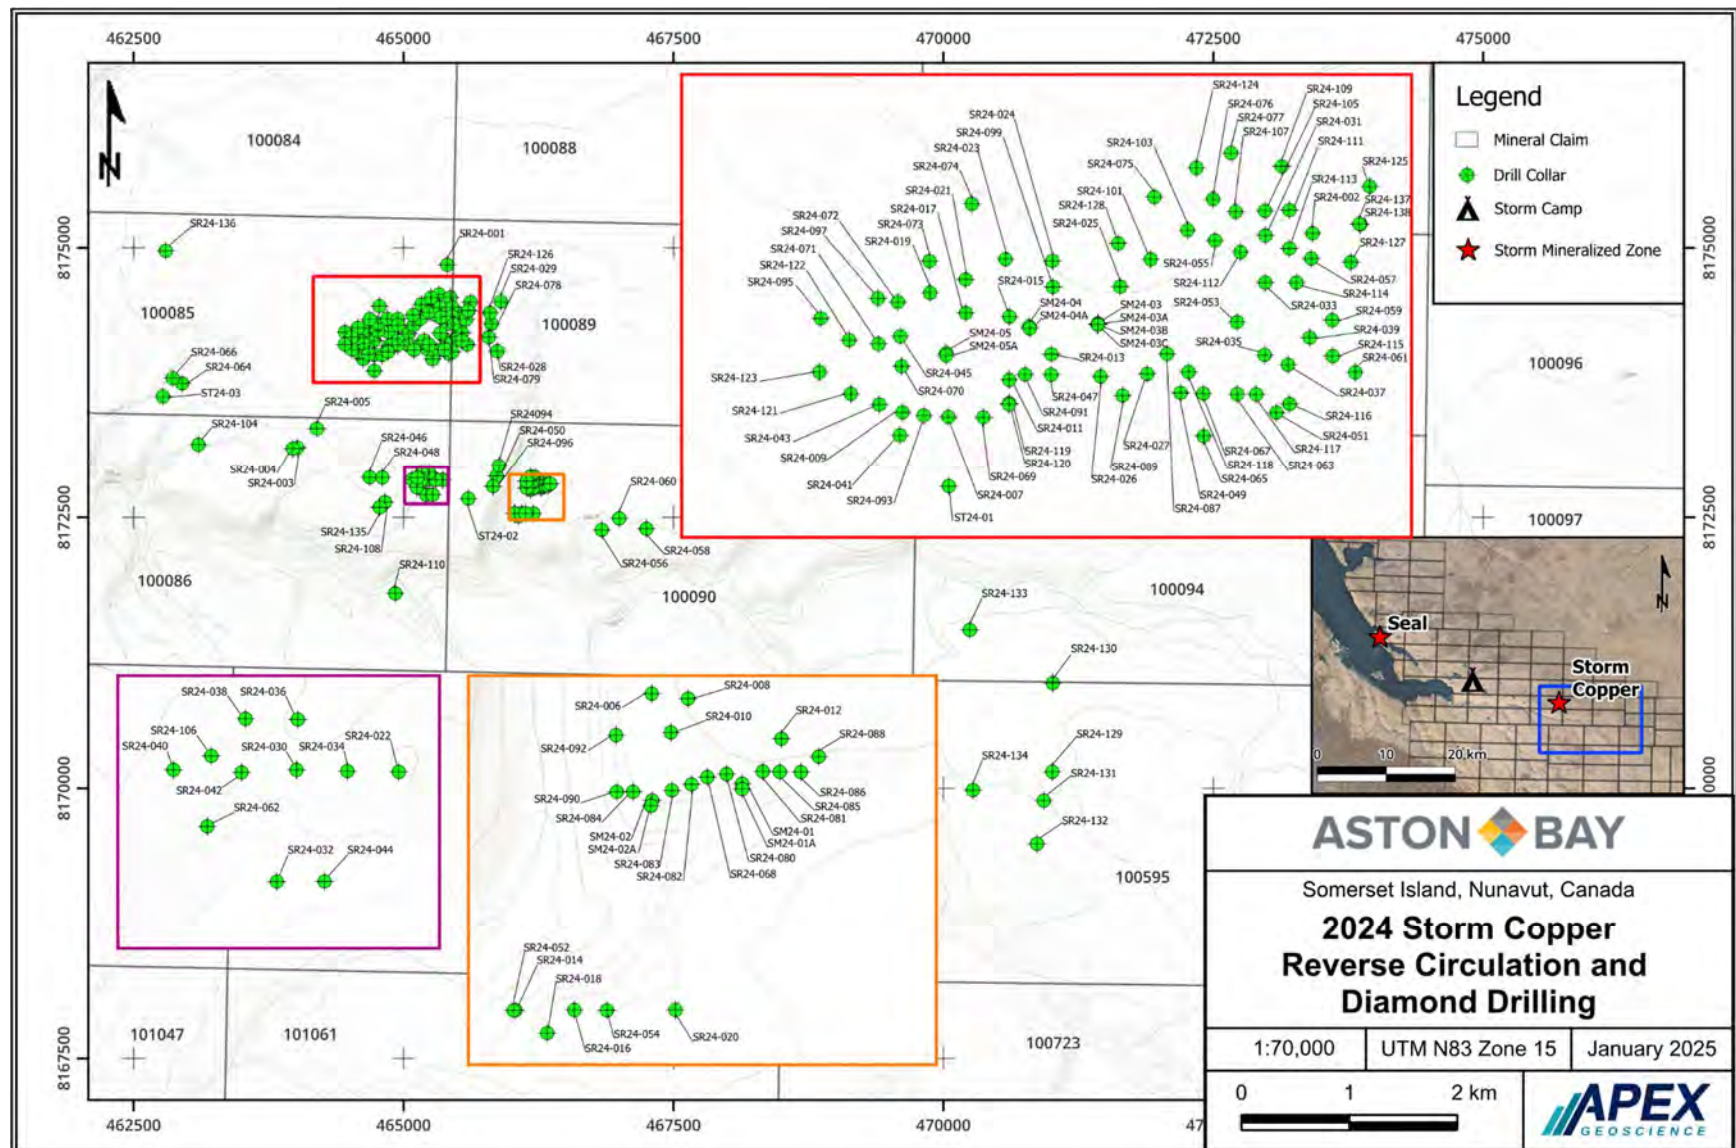 462500
465000
467500
470000
472500
475000
8175000
8172500
8170000
8167500
8175000
8172500
0000
462500
465000
467500
470000
4725
N
100084
100088
100085
100089
100096
100097
100086
100090
100094
100595
101047
101061
100723
SR24-136
SR24-001
SR24-126
SR24-029
SR24-078
SR24-066
SR24-064
ST24-03
SR24-028
SR24-079
SR24-104
SR24-005
SR24-004
SR24-003
SR24-046
SR24-048
SR24094
SR24-050
SR24-096
SR24-060
SR24-135
SR24-108
ST24-02
SR24-058
SR24-056
SR24-110
SR24-133
SR24-130
SR24-129
SR24-134
SR24-131
SR24-132
SR24-124
SR24-109
SR24-076
SR24-105
SR24-077
SR24-031
SR24-107
SR24-111
SR24-024
SR24-099
SR24-023
SR24-074
SR24-103
SR24-075
SR24-125
SR24-113
SR24-002
SR24-137
SR24-138
SR24-021
SR24-017
SR24-073
SR24-019
SR24-101
SR24-128
SR24-025
SR24-127
SR24-072
SR24-097
SR24-071
SR24-122
SR24-095
SR24-015
SM24-04
SM24-04A
SM24-03
SM24-03A
SM24-03B
SM24-03C
SR24-055
SR24-112
SR24-053
SR24-057
SR24-114
SR24-033
SR24-059
SR24-039
SR24-115
SR24-061
SM24-05
SM24-05A
SR24-035
SR24-013
SR24-123
SR24-045
SR24-070
SR24-047
SR24-091
SR24-011
SR24-037
SR24-121
SR24-043
SR24-116
SR24-051
SR24-117
SR24-063
SR24-009
SR24-119
SR24-120
SR24-027
SR24-067
SR24-118
SR24-069
SR24-089
SR24-065
SR24-041
SR24-026
SR24-049
SR24-093
SR24-007
SR24-087
ST24-01
SR24-038
SR24-036
SR24-106
SR24-040
SR24-030
SR24-034
SR24-022
SR24-042
SR24-062
SR24-032
SR24-044
SR24-008
SR24-006
SR24-010
SR24-012
SR24-092
SR24-088
SR24-090
SR24-086
SR24-084
SR24-085
SR24-081
SM24-02
SM24-01
SM24-02A
SM24-01A
SR24-083
SR24-080
SR24-082
SR24-068
SR24-052
SR24-014
SR24-018
SR24-054
SR24-020
SR24-016
Legend
Mineral Claim
Drill Collar
Storm Camp
Storm Mineralized Zone
N
Seal
Storm
Copper
0 10 20 km
ASTON BAY
Somerset Island, Nunavut, Canada
2024 Storm Copper
Reverse Circulation and
Diamond Drilling
1:70,000 UTM N83 Zone 15 January 2025
0 1 2 km
APEX
GEOSCIENCE